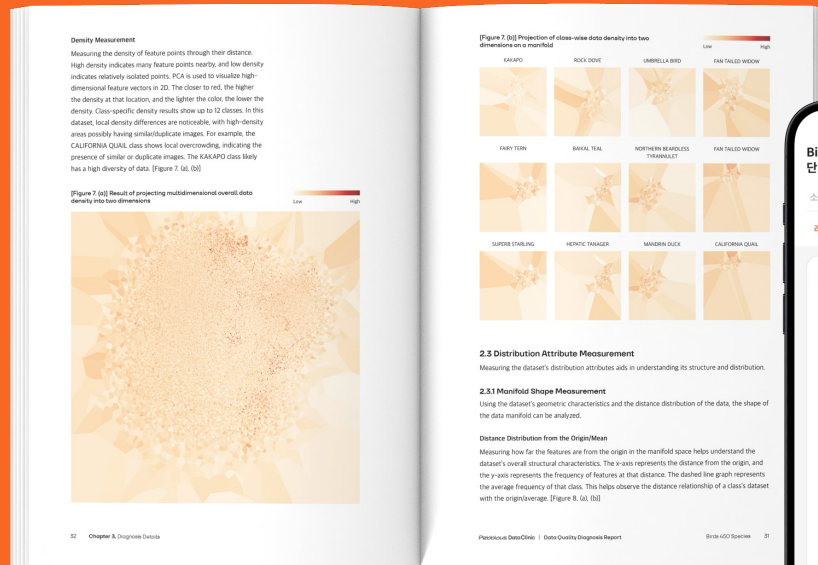 Density Measurement
Measuring the density of feature points through their distance.
High density indicates many feature points nearby, and low density
indicates relatively isolated points. PCA is used to visualize high-
dimensional feature vectors in 2D. The closer to red, the higher
the density at that location, and the lighter the color, the lower the
density. Class-specific density results show up to 12 classes. In this
dataset, local density differences are noticeable, with high-density
areas possibly having similar/duplicate images. For example, the
CALIFORNIA QUAIL class shows local overcrowding, indicating the
presence of similar or duplicate images. The KAKAPO class likely
has a high diversity of data. [Figure 7. (a), (b)]
[Figure 7. (a)] Result of projecting multidimensional overall data
density into two dimensions
Low High
32 Chapter 3. Diagnosis Details
[Figure 7. (b)] Projection of class-wise data density into two
dimensions on a manifold
Low High
KAKAPO ROCK DOVE UMBRELLA BIRD FAN TAILED WIDOW
FAIRY TERN BAIKAL TEAL NORTHERN BEARDLESS FAN TAILED WIDOW
TYRANNULET
SUPERB STARLING HEPATIC TANAGER MANDRIN DUCK CALIFORNIA QUAIL
2.3 Distribution Attribute Measurement
Measuring the dataset's distribution attributes aids in understanding its structure and distribution.
2.3.1 Manifold Shape Measurement
Using the dataset's geometric characteristics and the distance distribution of the data, the shape of
the data manifold can be analyzed.
Distance Distribution from the Origin/Mean
Measuring how far the features are from the origin in the manifold space helps understand the
dataset's overall structural characteristics. The x-axis represents the distance from the origin, and
the y-axis represents the frequency of features at that distance. The dashed line graph represents
the average frequency of that class. This helps observe the distance relationship of a class's dataset
with the origin/average. [Figure 8. (a), (b)]
Pebblous DataClinic | Data Quality Diagnosis Report Birds 450 Species 31
Bi
단
소